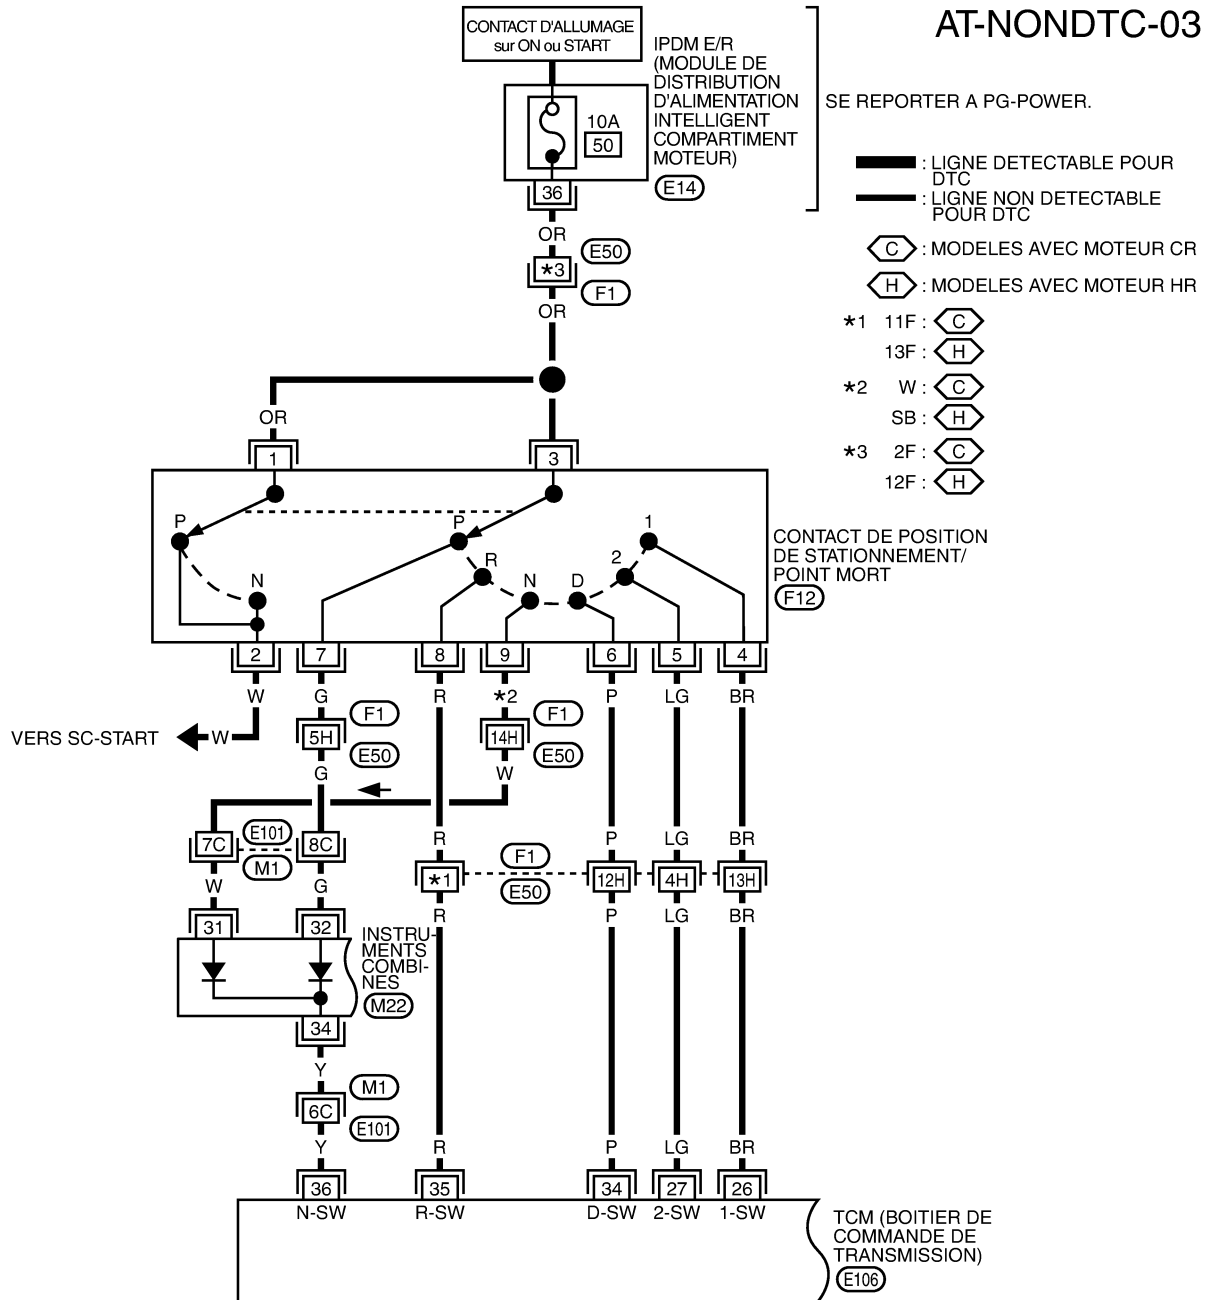 AT-NONDTC-03
CONTACT D'ALLUMAGE
sur ON ou START
IPDM E/R
(MODULE DE
DISTRIBUTION
D'ALIMENTATION
INTELLIGENT
COMPARTIMENT
MOTEUR)
E14
SE REPORTER A PG-POWER.
10A
50
36
: LIGNE DETECTABLE POUR
DTC
: LIGNE NON DETECTABLE
POUR DTC
C : MODELES AVEC MOTEUR CR
H : MODELES AVEC MOTEUR HR
*1 11F : C
13F : H
*2 W : C
SB : H
*3 2F : C
12F : H
OR
E50
*3
F1
OR
OR
1 3
P P R N D 2 1
N
CONTACT DE POSITION
DE STATIONNEMENT/
POINT MORT
F12
2 7 8 9 6 5 4
W G R *2 P LG BR
F1 F1
VERS SC-START W 5H 14H
E50 E50
G W
R P LG BR
7C E101 8C
M1
F1
*1 12H 4H 13H
E50
W G R P LG BR
31 32
INSTRU-
MENTS
COMBI-
NES
M22
34
Y
M1
6C
E101
Y R P LG BR
36 35 34 27 26
N-SW R-SW D-SW 2-SW 1-SW
TCM (BOITIER DE
COMMANDE DE
TRANSMISSION)
E106